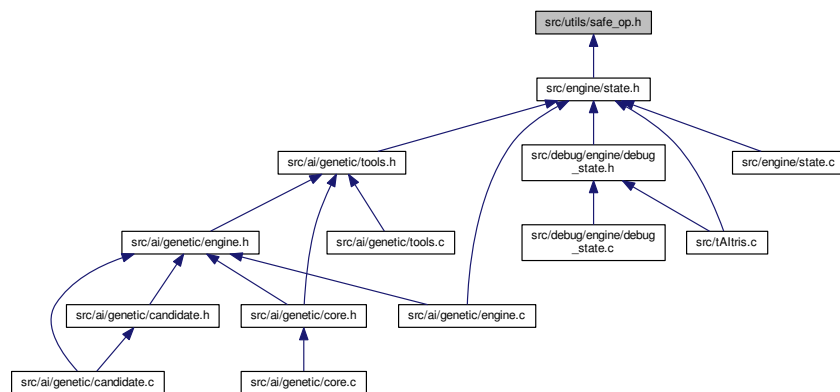 src/utils/safe_op.h
src/engine/state.h
src/ai/genetic/tools.h
src/debug/engine/debug
_state.h
src/engine/state.c
src/ai/genetic/engine.h
src/ai/genetic/tools.c
src/debug/engine/debug
_state.c
src/tAItris.c
src/ai/genetic/candidate.h
src/ai/genetic/core.h
src/ai/genetic/engine.c
src/ai/genetic/candidate.c
src/ai/genetic/core.c